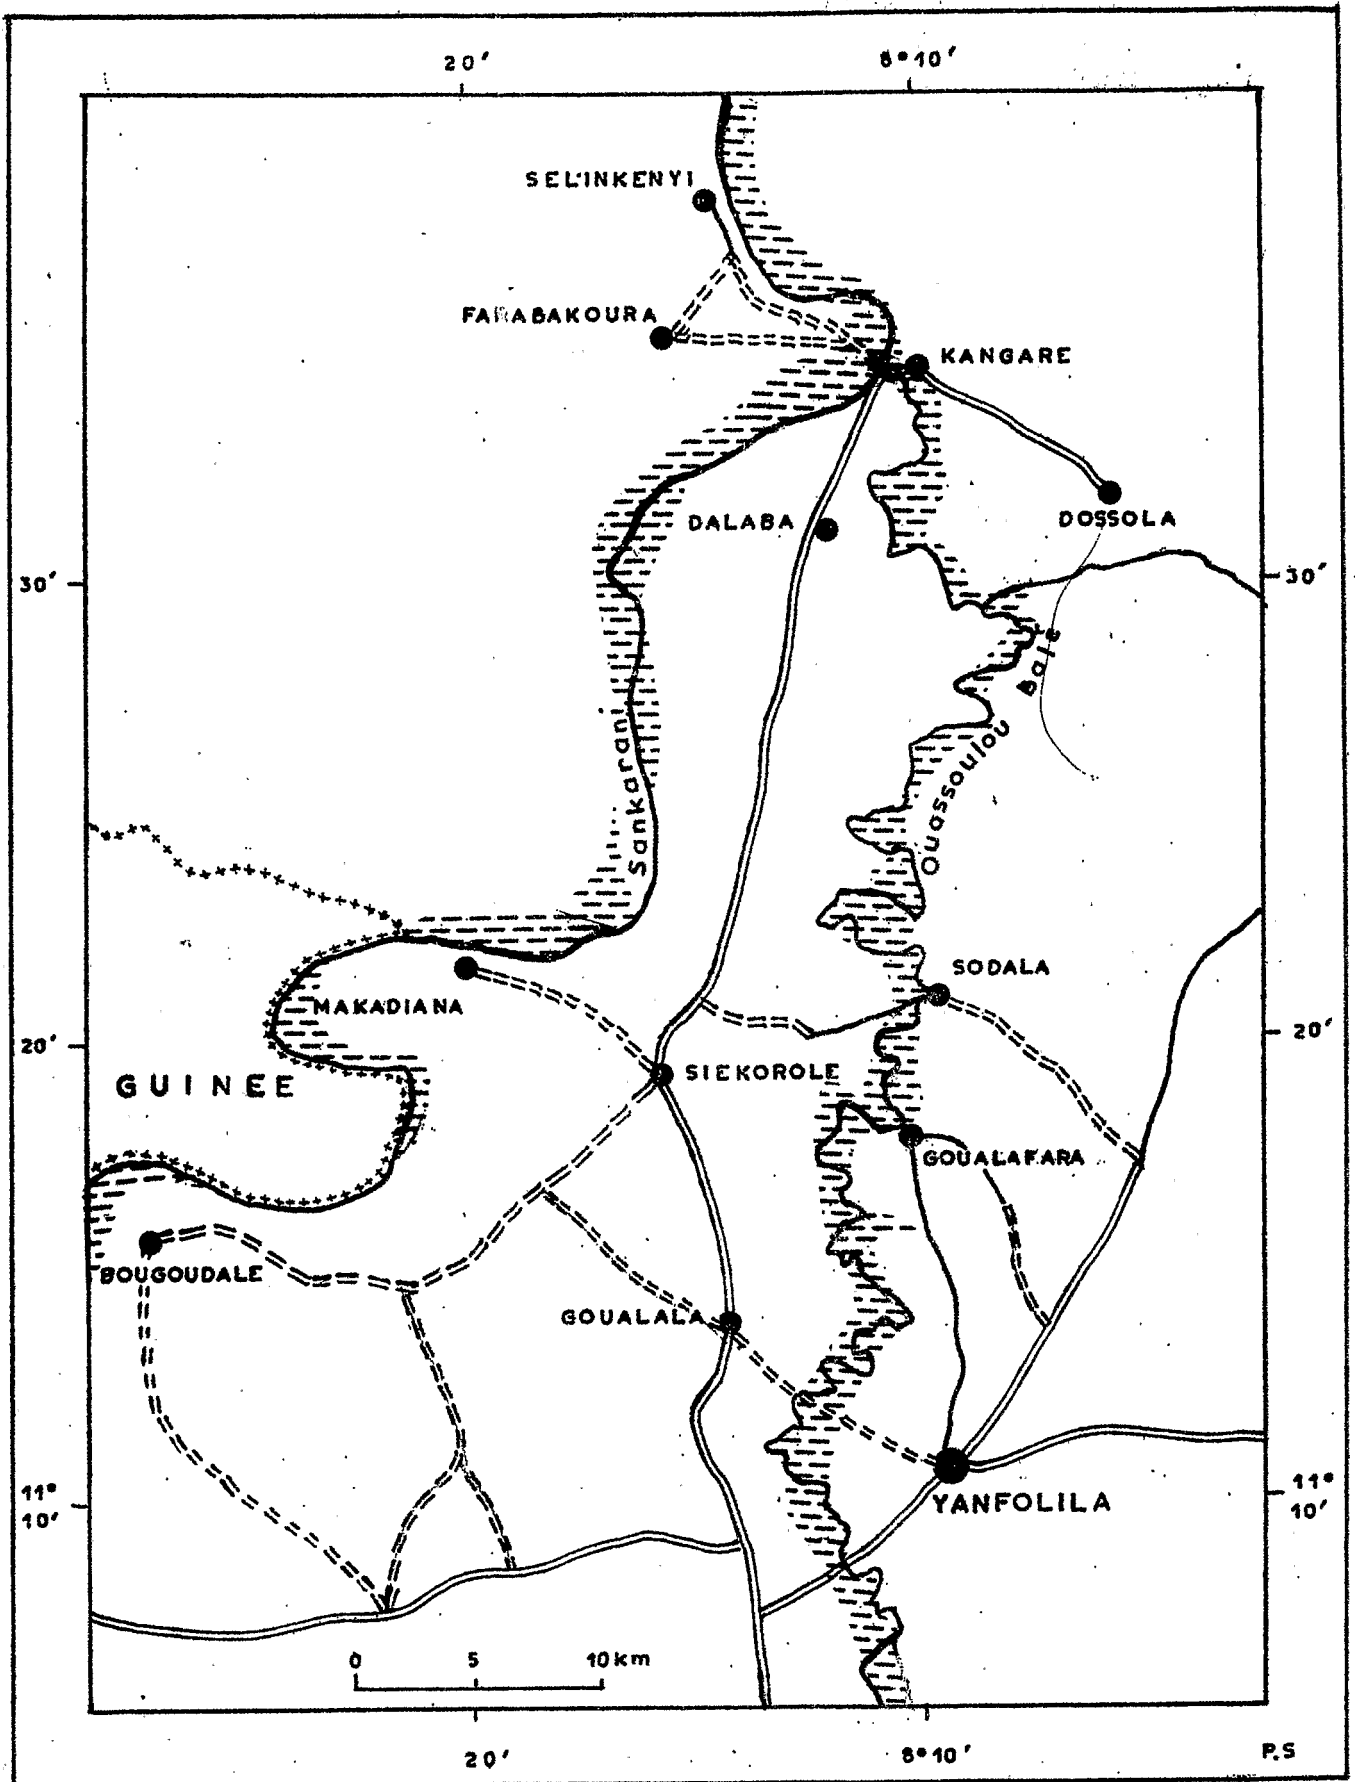 20′ 8°10′
SELINKENYI
FARABAKOURA
KANGARE
DALABA
DOSSOLA
30′ 30′
Bale
Ouassoulou
Sankarani
SODALA
MAKADIANA
20′ 20′
SIEKOROLE
GUINEE
GOUALAFARA
BOUGOUDALE
GOUALALA
11° 10′
11° 10′
YANFOLILA
0 5 10 km
20′ 8°10′
P.S